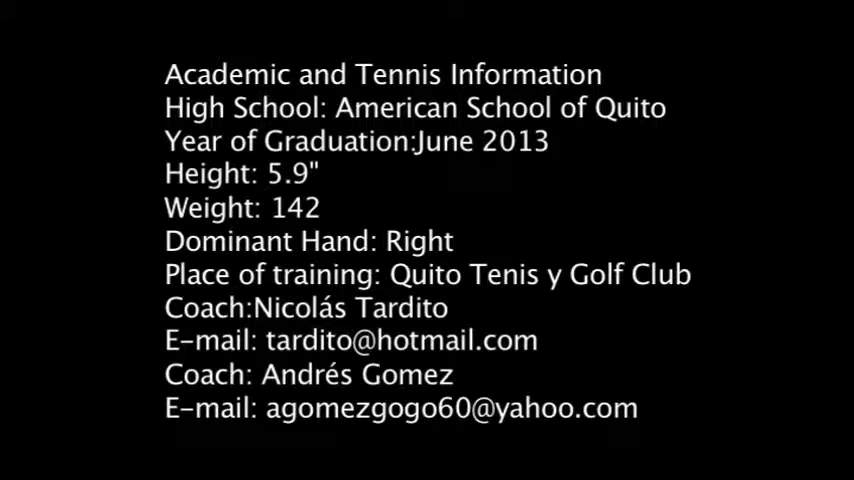 Academic and Tennis Information
High School: American School of Quito
Year of Graduation:June 2013
Height: 5.9"
Weight: 142
Dominant Hand: Right
Place of training: Quito Tenis y Golf Club
Coach:Nicolás Tardito
E-mail: tardito@hotmail.com
Coach: Andrés Gomez
E-mail: agomezgogo60@yahoo.com